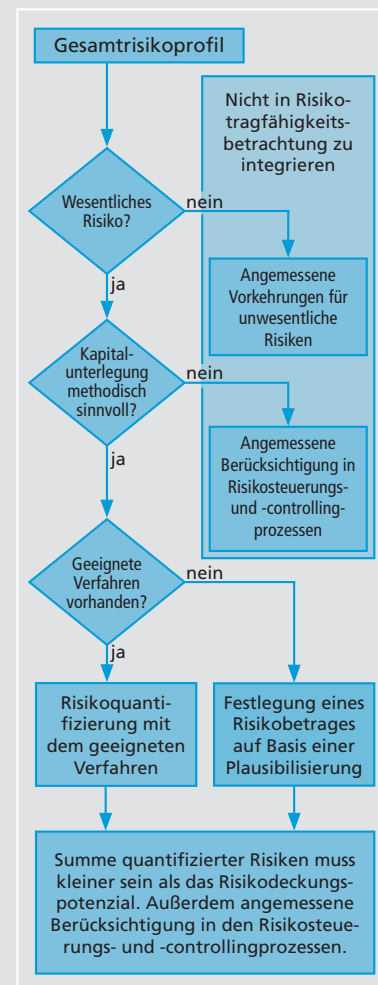 Gesamtrisikoprofil
Nicht in Risiko-
tragfähigkeits-
betrachtung zu
integrieren
Wesentliches
Risiko?
nein
ja
Angemessene
Vorkehrungen für
unwesentliche
Risiken
Kapital-
unterlegung
methodisch
sinnvoll?
nein
ja
Angemessene
Berücksichtigung in
Risikosteuerungs-
und -controlling-
prozessen
Geeignete
Verfahren
vorhanden?
nein
ja
Risikoquanti-
fizierung mit
dem geeigneten
Verfahren
Festlegung eines
Risikobetrages
auf Basis einer
Plausibilisierung
Summe quantifizierter Risiken muss
kleiner sein als das Risikodeckungs-
potenzial. Außerdem angemessene
Berücksichtigung in den Risikosteue-
rungs- und -controllingprozessen.